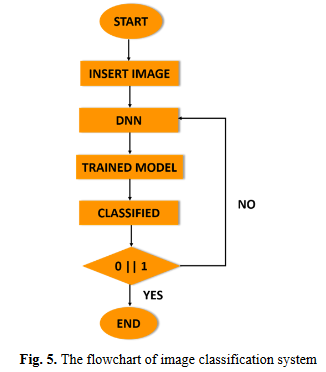 START
INSERT IMAGE
DNN
TRAINED MODEL
CLASSIFIED
NO
0 || 1
YES
END
Fig. 5. The flowchart of image classification system